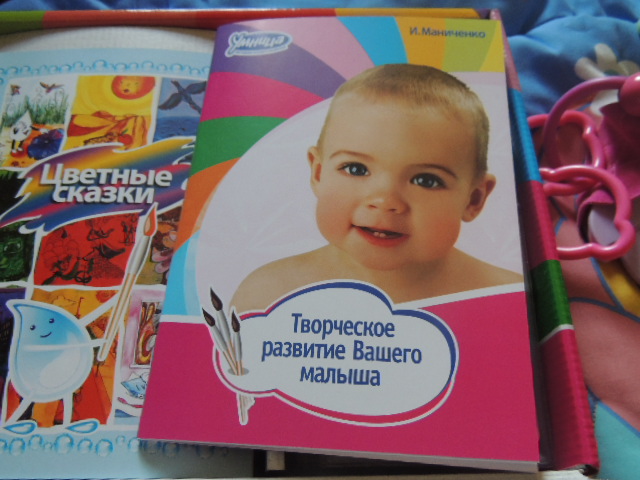 Умница
И. Маниченко
Цветные
сказки
Творческое
развитие Вашего
малыша